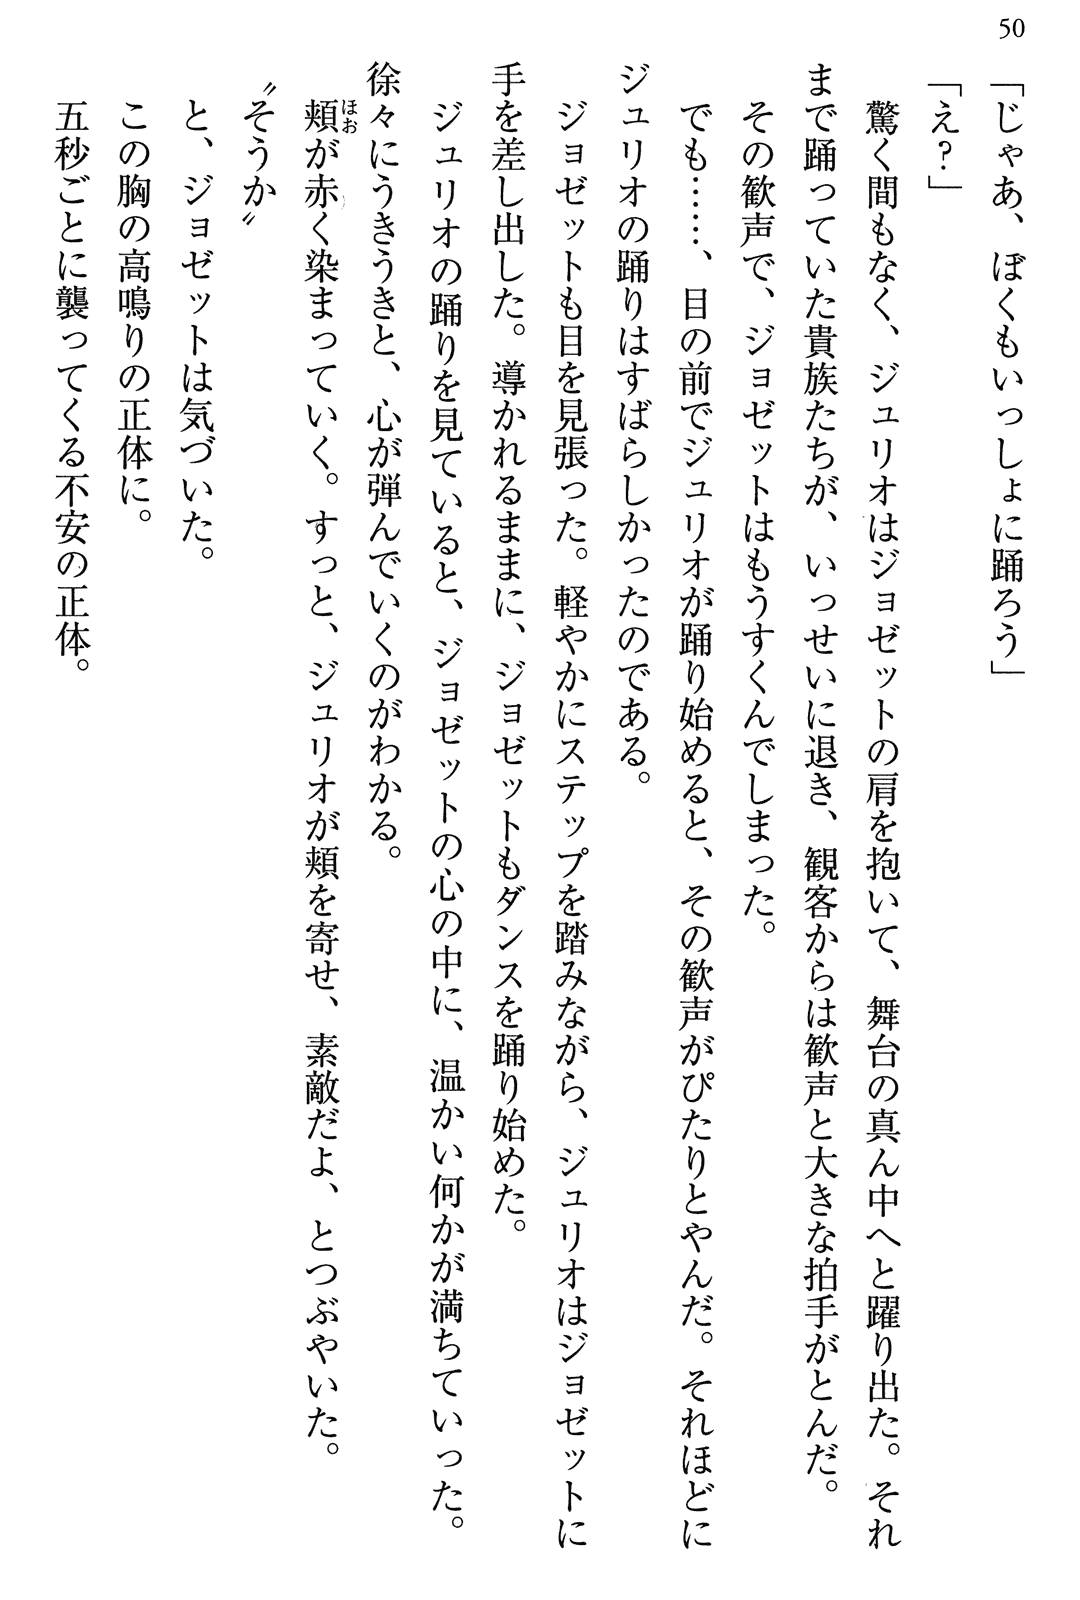 50
「じゃあ、ぼくもいっしょに踊ろう」
「え?」
驚く間もなく、ジュリオはジョゼットの肩を抱いて、舞台の真ん中へと躍り出た。それ
まで踊っていた貴族たちが、いっせいに退き、観客からは歓声と大きな拍手がとんだ。
その歓声で、ジョゼットはもうすくんでしまった。
でも……、目の前でジュリオが踊り始めると、その歓声がぴたりとやんだ。それほどに
ジュリオの踊りはすばらしかったのである。
ジョゼットも目を見張った。軽やかにステップを踏みながら、ジュリオはジョゼットに
手を差し出した。導かれるままに、ジョゼットもダンスを踊り始めた。
ジュリオの踊りを見ていると、ジョゼットの心の中に、温かい何かが満ちていった。
徐々にうきうきと、心が弾んでいくのがわかる。
頬が赤く染まっていく。すっと、ジュリオが頬を寄せ、素敵だよ、とつぶやいた。
ほお
〝そうか〟
と、ジョゼットは気づいた。
この胸の高鳴りの正体に。
五秒ごとに襲ってくる不安の正体。